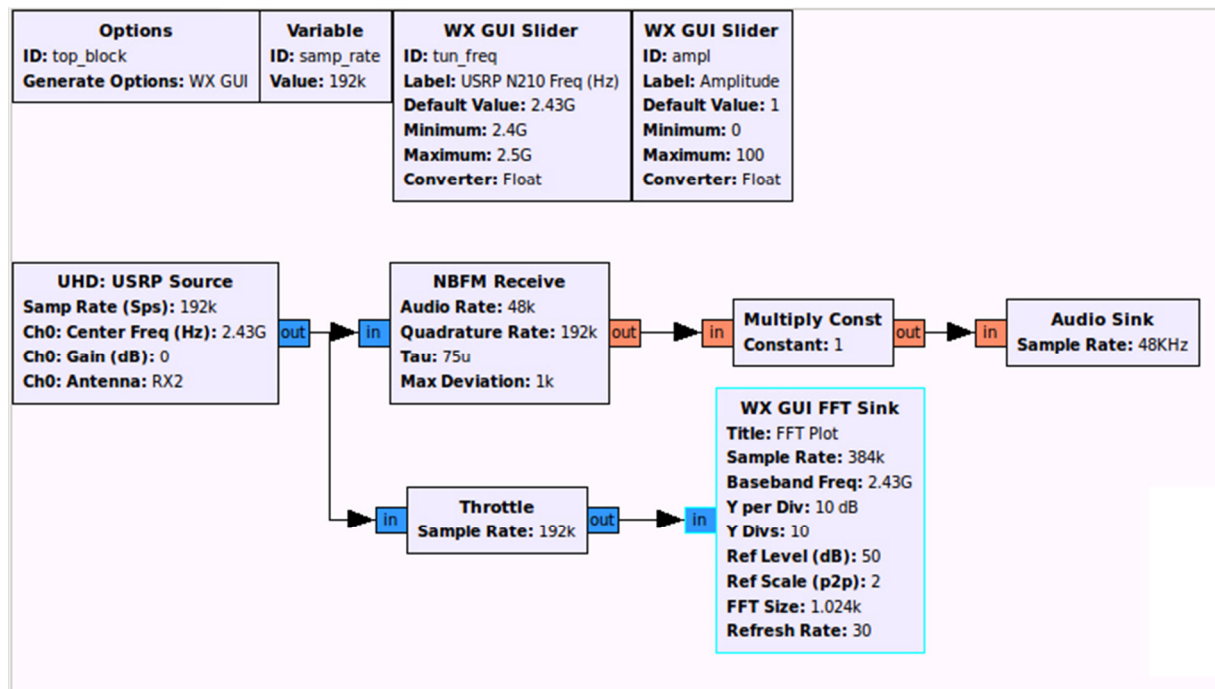 Options
ID: top_block
Generate Options: WX GUI
Variable
ID: samp_rate
Value: 192k
WX GUI Slider
ID: tun_freq
Label: USRP N210 Freq (Hz)
Default Value: 2.43G
Minimum: 2.4G
Maximum: 2.5G
Converter: Float
WX GUI Slider
ID: ampl
Label: Amplitude
Default Value: 1
Minimum: 0
Maximum: 100
Converter: Float
UHD: USRP Source
Samp Rate (Sps): 192k
Ch0: Center Freq (Hz): 2.43G
Ch0: Gain (dB): 0
Ch0: Antenna: RX2
out
in
NBFM Receive
Audio Rate: 48k
Quadrature Rate: 192k
Tau: 75u
Max Deviation: 1k
out
in
Multiply Const
Constant: 1
out
in
Audio Sink
Sample Rate: 48KHz
in
Throttle
Sample Rate: 192k
out
in
WX GUI FFT Sink
Title: FFT Plot
Sample Rate: 384k
Baseband Freq: 2.43G
Y per Div: 10 dB
Y Divs: 10
Ref Level (dB): 50
Ref Scale (p2p): 2
FFT Size: 1.024k
Refresh Rate: 30